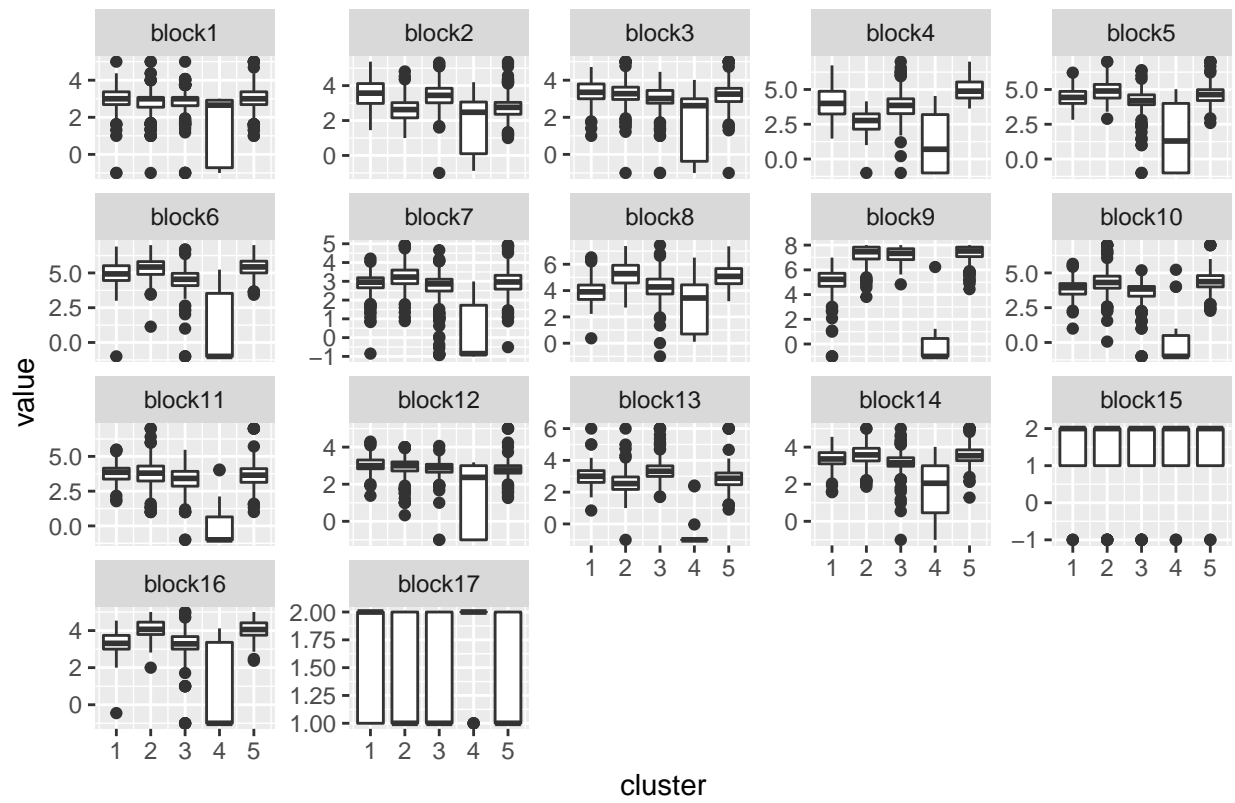 block1 block2 block3 block4 block5
4 4 4 5.0 5.0
2 2 2 2.5 2.5
0 0 0 0.0 0.0
block6 block7 block8 block9 block10
5.0 5 6 8 5.0
2.5 4 4 6 2.5
0.0 3 2 4 0.0
2 0 2
1 0
0
−1
value
block11 block12 block13 block14 block15
5.0 4 6 4 2
2.5 2 4 2 1
0.0 0 2 0 0
0 −1
1 2 3 4 5 1 2 3 4 5 1 2 3 4 5
block16 block17
4 2.00
2 1.75
0 1.50
1.25
1.00
1 2 3 4 5 1 2 3 4 5
cluster